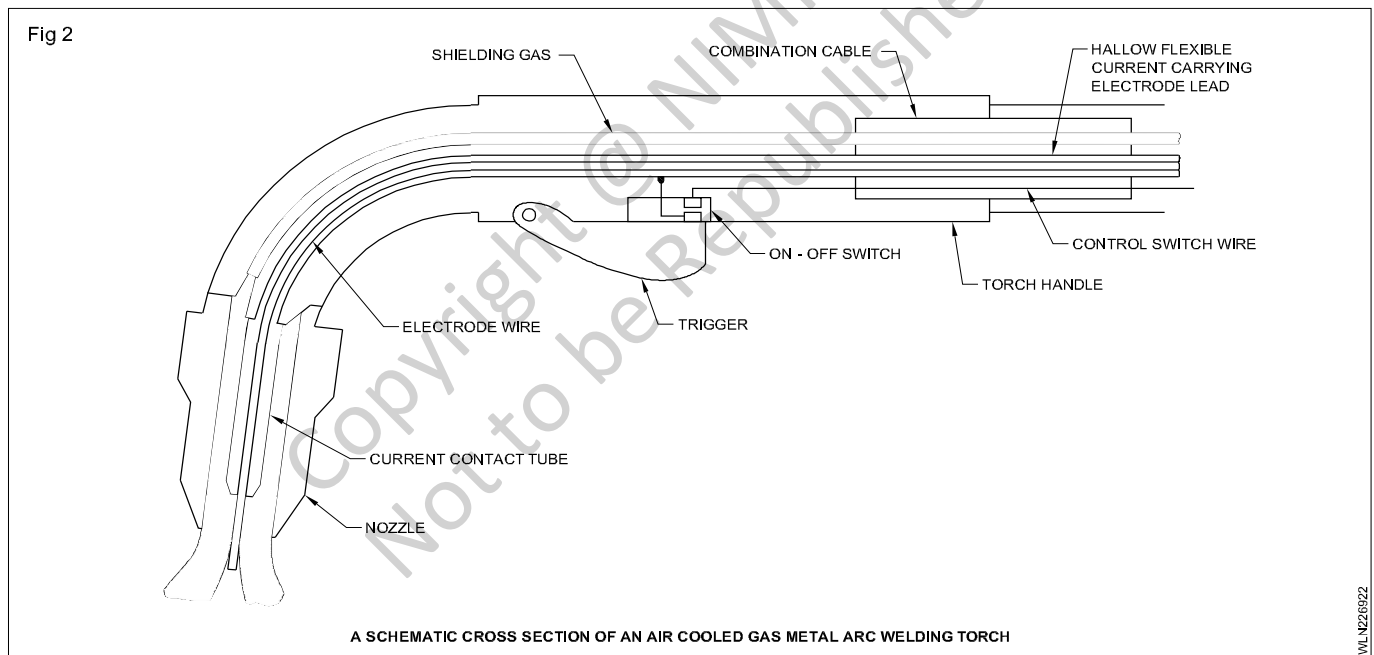 Fig 2
SHIELDING GAS
COMBINATION CABLE
HALLOW FLEXIBLE
CURRENT CARRYING
ELECTRODE LEAD
ON - OFF SWITCH
CONTROL SWITCH WIRE
TORCH HANDLE
TRIGGER
ELECTRODE WIRE
CURRENT CONTACT TUBE
NOZZLE
A SCHEMATIC CROSS SECTION OF AN AIR COOLED GAS METAL ARC WELDING TORCH
WLN226922
Copyright @ NIM
Not to be Republishe